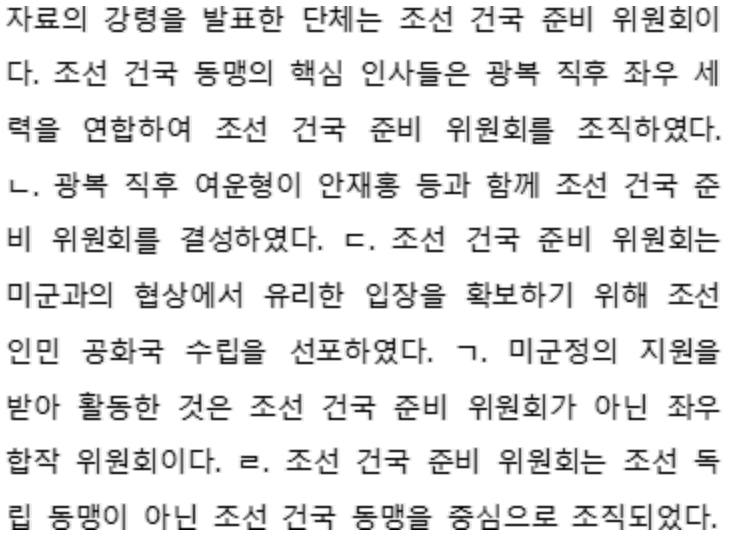 자료의 강령을 발표한 단체는 조선 건국 준비 위원회이
다. 조선 건국 동맹의 핵심 인사들은 광복 직후 좌우 세
력을 연합하여 조선 건국 준비 위원회를 조직하였다.
ㄴ. 광복 직후 여운형이 안재홍 등과 함께 조선 건국 준
비 위원회를 결성하였다. ㄷ. 조선 건국 준비 위원회는
미군과의 협상에서 유리한 입장을 확보하기 위해 조선
인민 공화국 수립을 선포하였다. ㄱ. 미군정의 지원을
받아 활동한 것은 조선 건국 준비 위원회가 아닌 좌우
합작 위원회이다. ㄹ. 조선 건국 준비 위원회는 조선 독
립 동맹이 아닌 조선 건국 동맹을 중심으로 조직되었다.